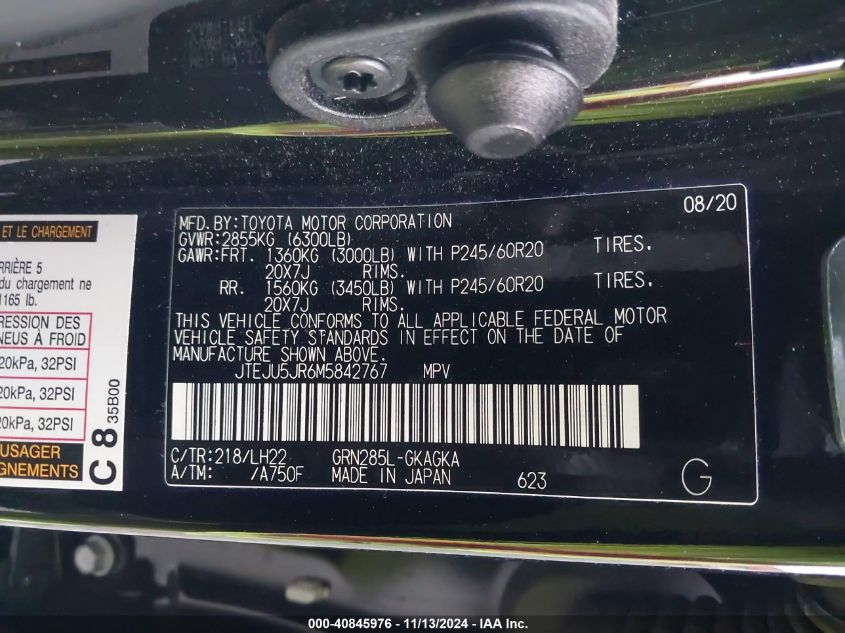 ET LE CHARGEMENT
RRIÈRE 5
du chargement ne
1165 lb.
RESSION DES
NEUS À FROID
20kPa, 32PSI
20kPa, 32PSI
20kPa, 32PSI
USAGER
IGNEMENTS
C 8 35B00
08/20
MFD.BY:TOYOTA MOTOR CORPORATION
GVWR:2855KG (6300LB)
GAWR:FRT. 1360KG (3000LB) WITH P245/60R20 TIRES.
20X7J RIMS.
RR. 1560KG (3450LB) WITH P245/60R20 TIRES.
20X7J RIMS.
THIS VEHICLE CONFORMS TO ALL APPLICABLE FEDERAL MOTOR
VEHICLE SAFETY STANDARDS IN EFFECT ON THE DATE OF
MANUFACTURE SHOWN ABOVE.
JTEJU5JR6M5842767 MPV
C/TR:218/LH22 GRN285L-GKAGKA
A/TM: /A750F MADE IN JAPAN 623 G
000-40845976 - 11/13/2024 - IAA Inc.